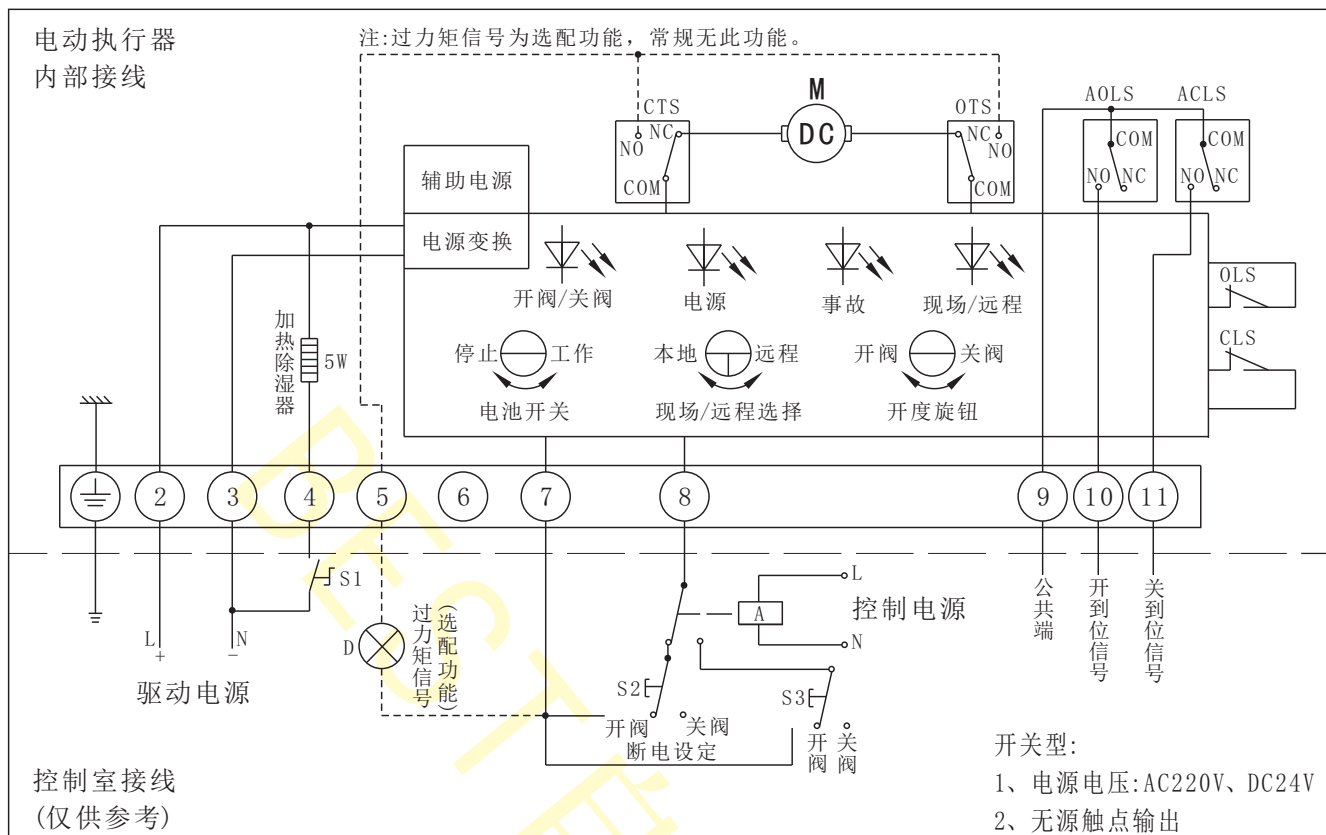 电动执行器
内部接线
注:过力矩信号为选配功能，常规无此功能。
M
DC
CTS
NC
NO
COM
OTS
NC
NO
COM
AOLS
ACLS
COM
NO
NC
COM
NO
NC
辅助电源
电源变换
开阀/关阀
电源
事故
现场/远程
OLS
CLS
加热除湿器
5W
停止
工作
电池开关
本地
远程
现场/远程选择
开阀
关阀
开度旋钮
2
3
4
5
6
7
8
9
10
11
S1
L
+
N
-
驱动电源
D
过力矩信号
(选配功能)
A
L
N
控制电源
S2
开阀
关阀
断电设定
S3
开阀
关阀
公共端
开到位信号
关到位信号
控制室接线
(仅供参考)
开关型:
1、电源电压:AC220V、DC24V
2、无源触点输出